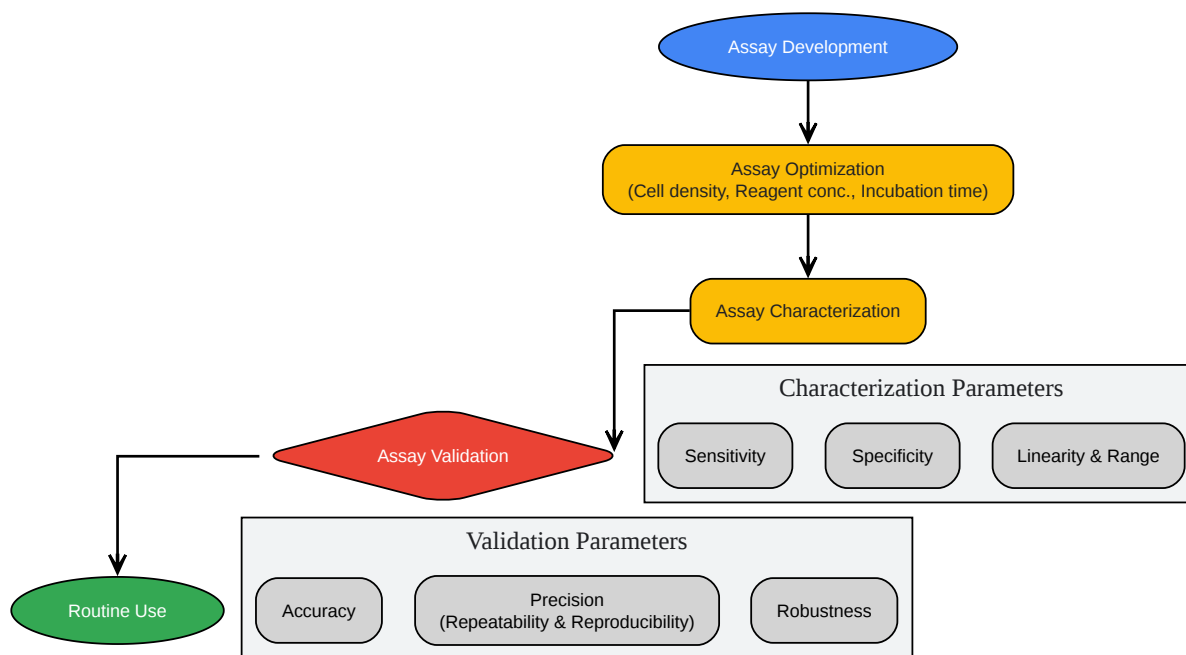 Assay Development
Assay Optimization
(Cell density, Reagent conc., Incubation time)
Assay Characterization
Characterization Parameters
Sensitivity
Specificity
Linearity & Range
Assay Validation
Validation Parameters
Accuracy
Precision
(Repeatability & Reproducibility)
Robustness
Routine Use